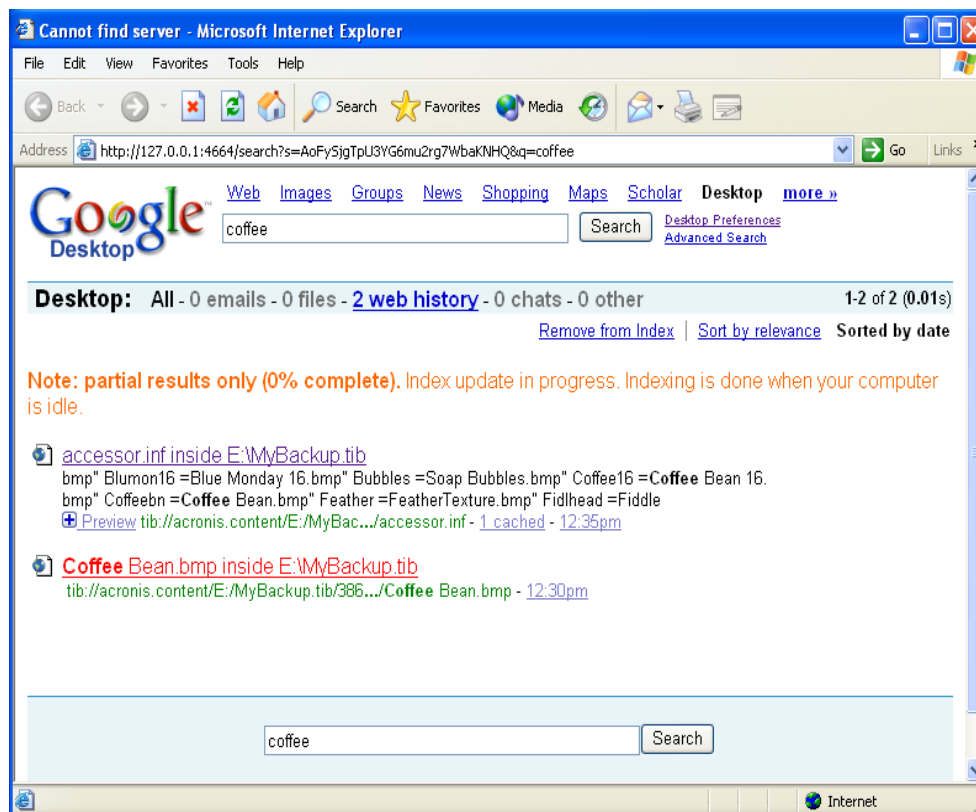 Cannot find server - Microsoft Internet Explorer
File Edit View Favorites Tools Help
Back Search Favorites Media
Address http://127.0.0.1:4664/search?s=AoFySjgTpU3YG6mu2rg7WbaKNHQ&q=coffee Go Links
Web Images Groups News Shopping Maps Scholar Desktop more »
Google™
Desktop
coffee Search Desktop Preferences
Advanced Search
Desktop: All - 0 emails - 0 files - 2 web history - 0 chats - 0 other 1-2 of 2 (0.01s)
Remove from Index | Sort by relevance Sorted by date
Note: partial results only (0% complete). Index update in progress. Indexing is done when your computer
is idle.
accessor.inf inside E:\MyBackup.tib
bmp" Blumon16 =Blue Monday 16.bmp" Bubbles =Soap Bubbles.bmp" Coffee16 =Coffee Bean 16.
bmp" Coffeebn =Coffee Bean.bmp" Feather =FeatherTexture.bmp" Fidlhead =Fiddle
Preview tib://acronis.content/E:/MyBac.../accessor.inf - 1 cached - 12:35pm
Coffee Bean.bmp inside E:\MyBackup.tib
tib://acronis.content/E:/MyBackup.tib/386.../Coffee Bean.bmp - 12:30pm
coffee Search
Internet